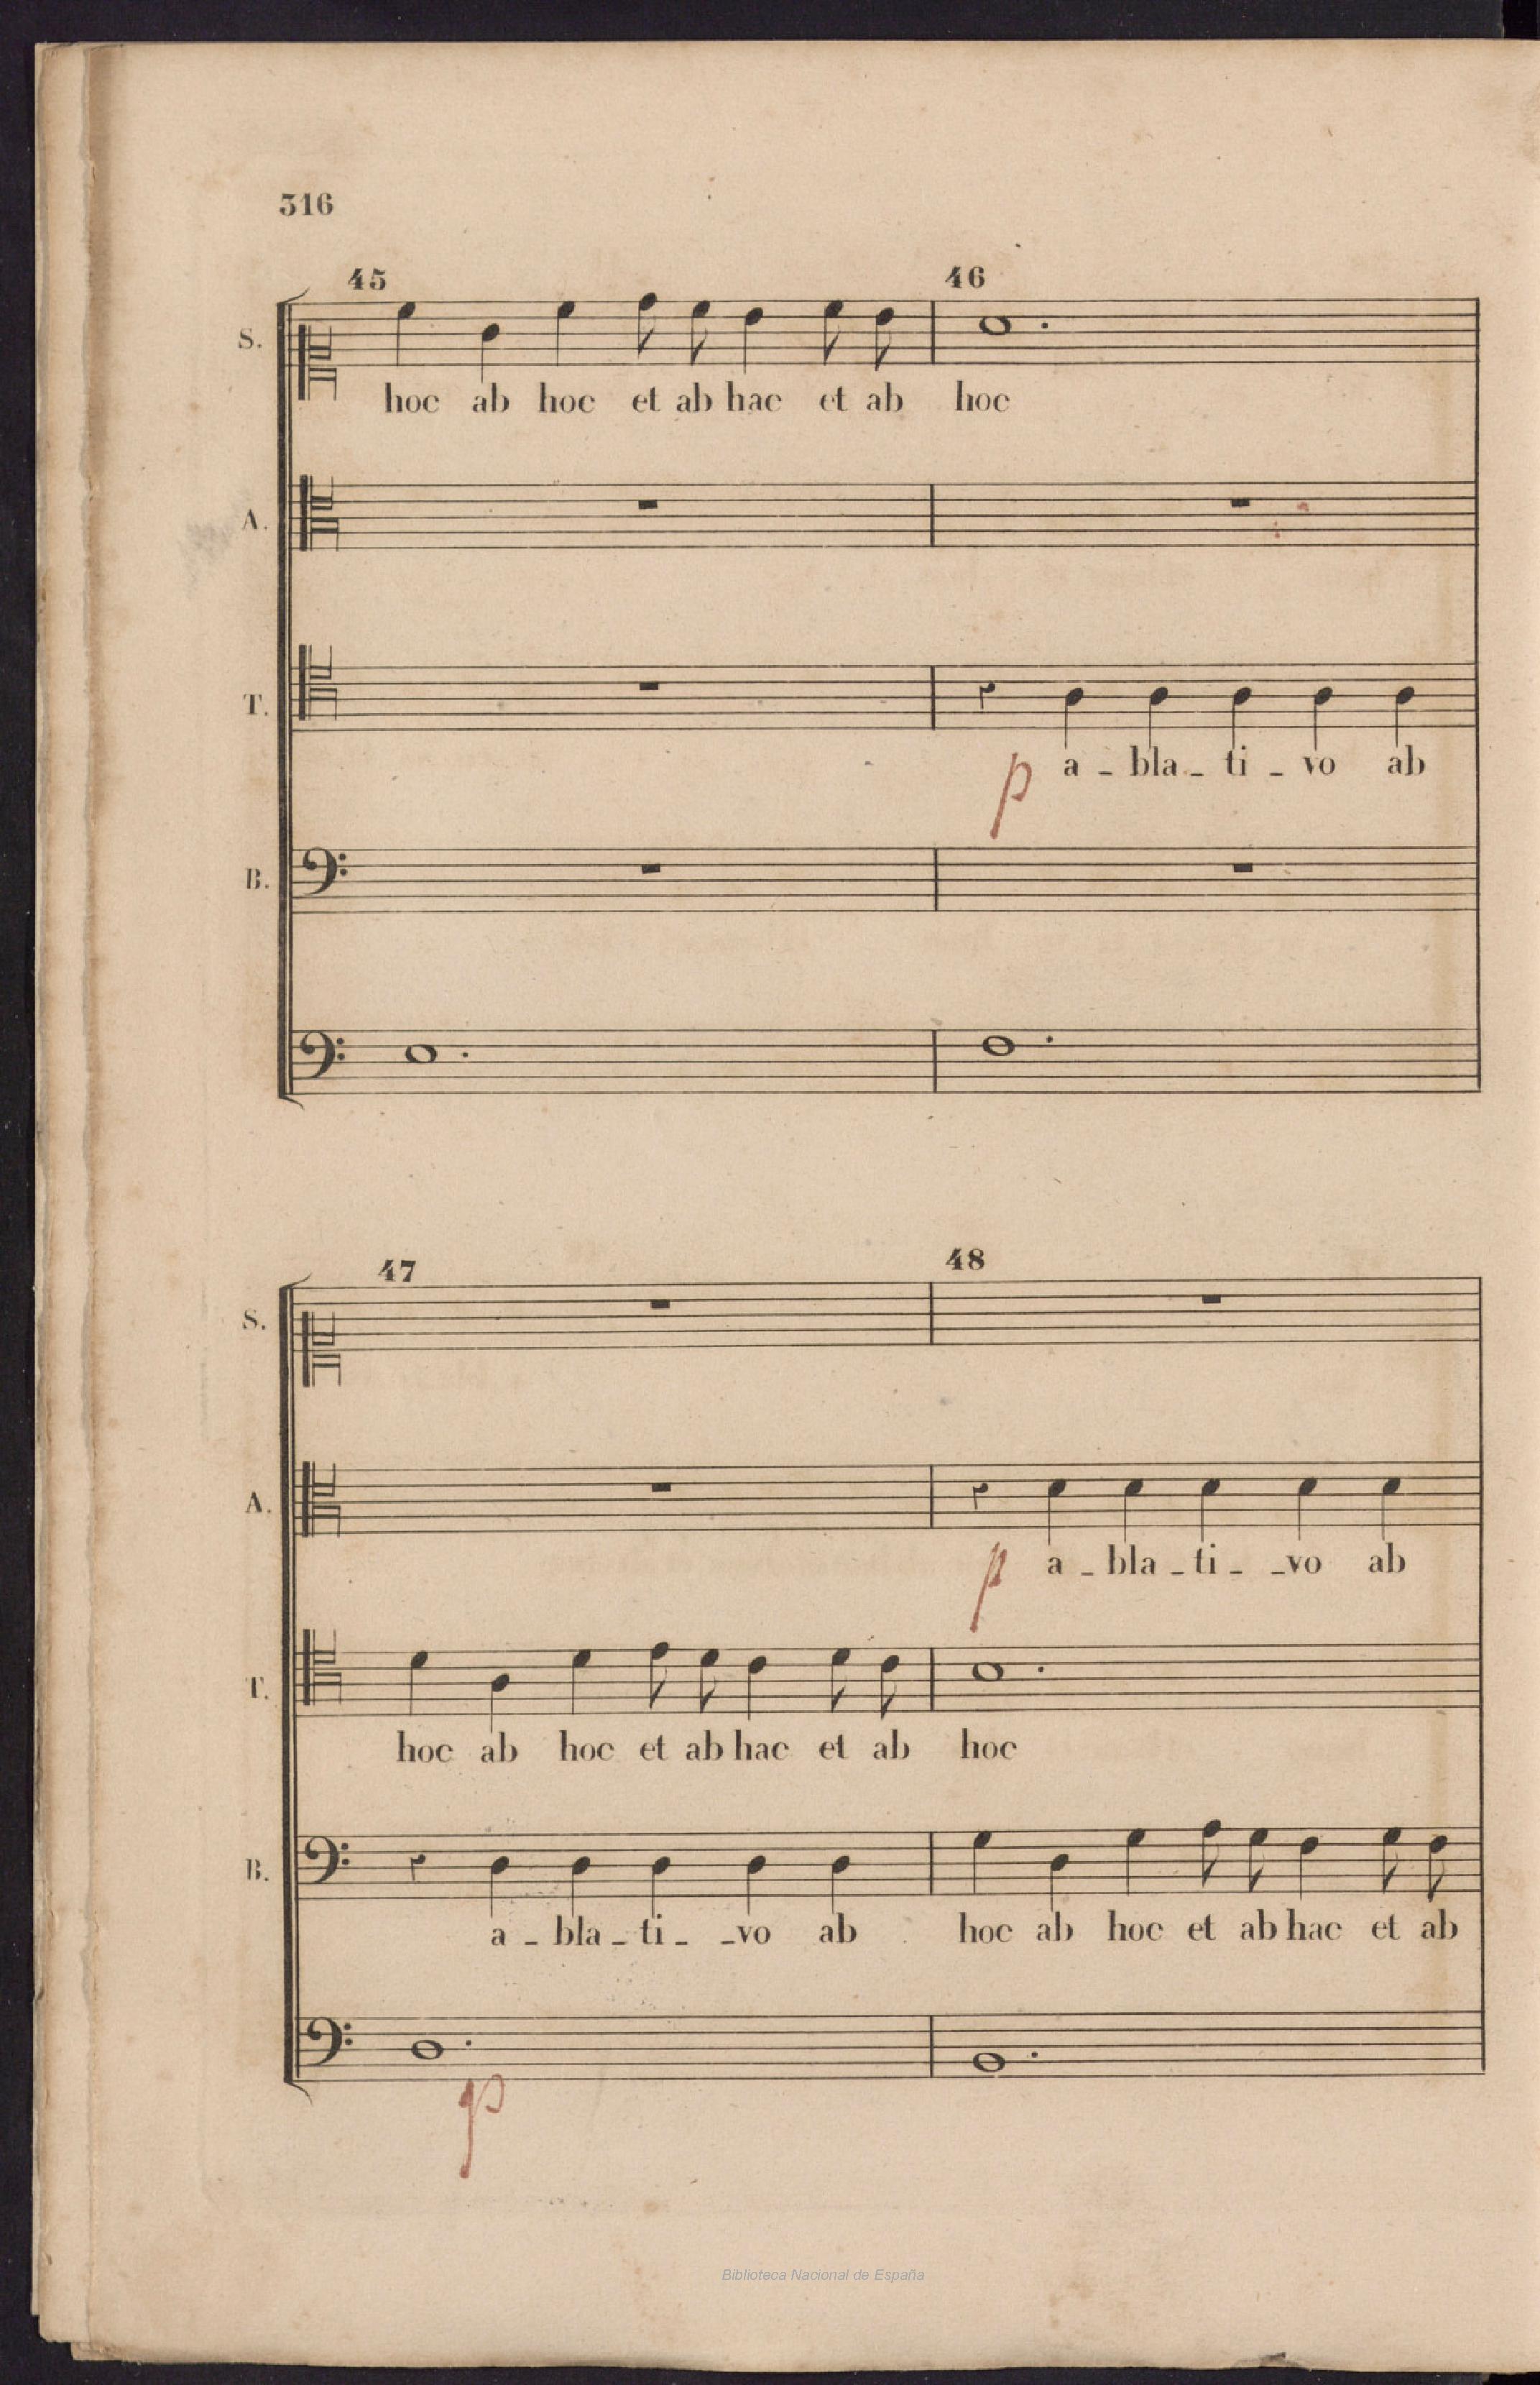 316
45 46
S.
hoc ab hoc et ab hac et ab hoc
A.
T.
p a - bla - ti - vo ab
B.
47 48
S.
A.
p a - bla - ti - - vo ab
T.
hoc ab hoc et ab hac et ab hoc
B.
a - bla - ti - - vo ab hoc ab hoc et ab hac et ab
p
Biblioteca Nacional de España